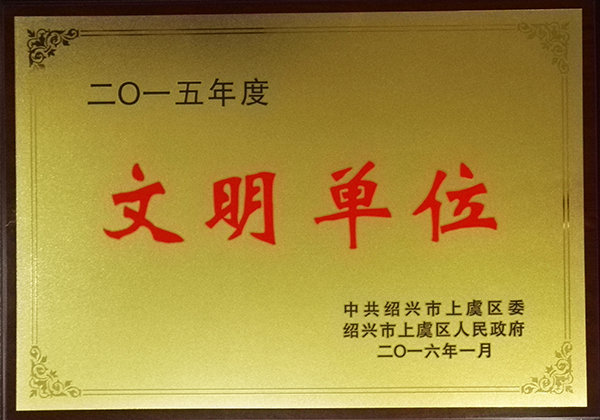 二〇一五年度
文明单位
中共绍兴市上虞区委
绍兴市上虞区人民政府
二〇一六年一月